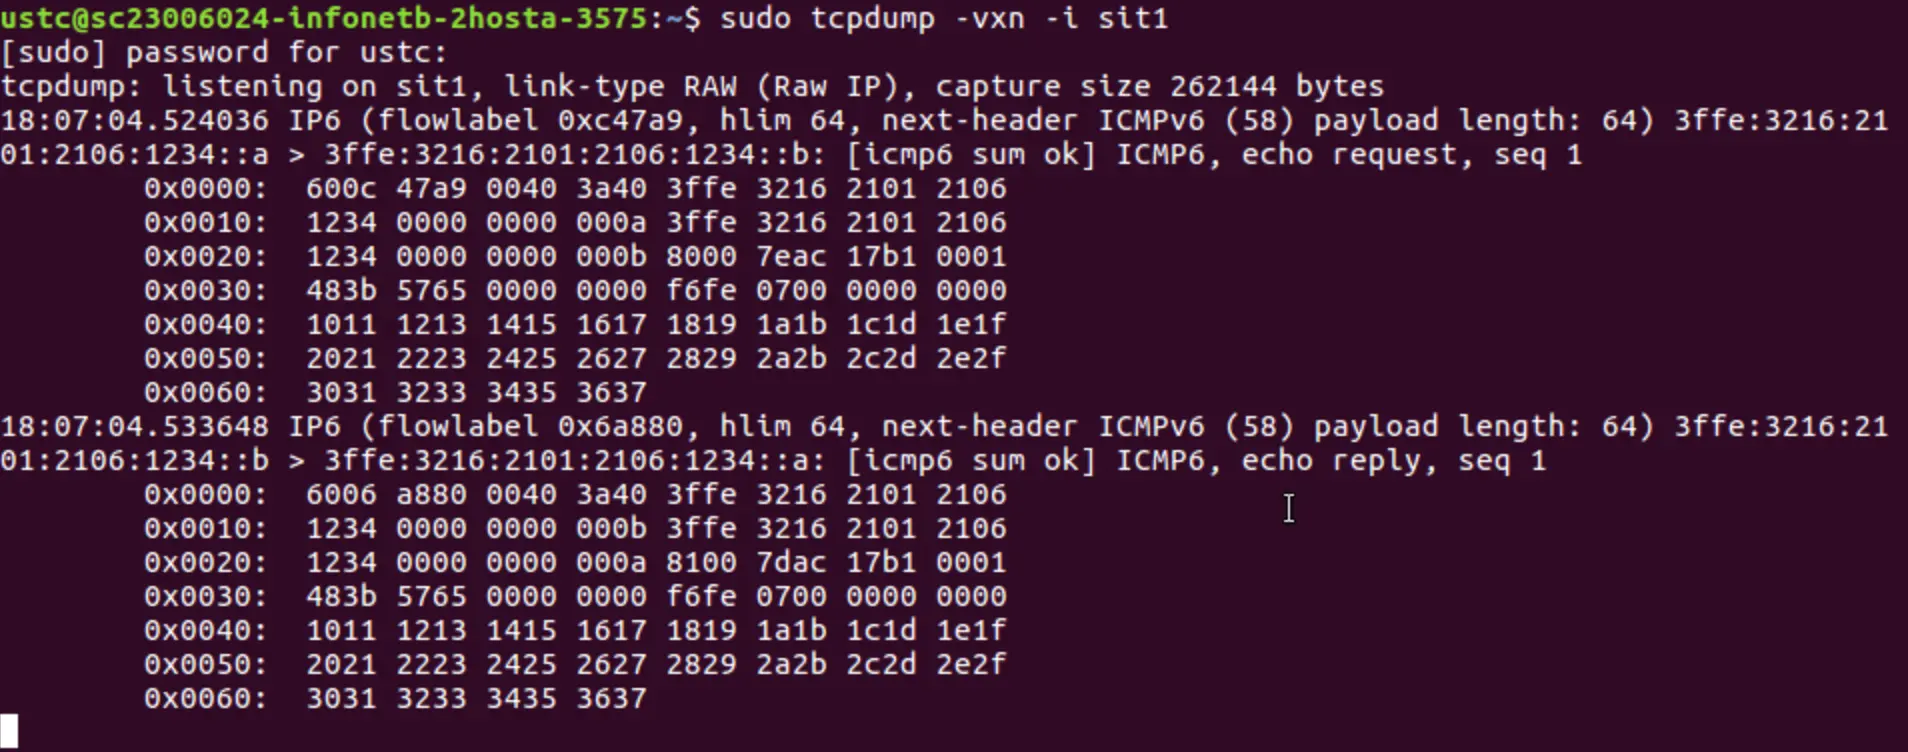 ustc@sc23006024-infonetb-2hosta-3575:~$ sudo tcpdump -vxn -i sit1
[sudo] password for ustc:
tcpdump: listening on sit1, link-type RAW (Raw IP), capture size 262144 bytes
18:07:04.524036 IP6 (flowlabel 0xc47a9, hlim 64, next-header ICMPv6 (58) payload length: 64) 3ffe:3216:21
01:2106:1234::a > 3ffe:3216:2101:2106:1234::b: [icmp6 sum ok] ICMP6, echo request, seq 1
0x0000:  600c 47a9 0040 3a40 3ffe 3216 2101 2106
0x0010:  1234 0000 0000 000a 3ffe 3216 2101 2106
0x0020:  1234 0000 0000 000b 8000 7eac 17b1 0001
0x0030:  483b 5765 0000 0000 f6fe 0700 0000 0000
0x0040:  1011 1213 1415 1617 1819 1a1b 1c1d 1e1f
0x0050:  2021 2223 2425 2627 2829 2a2b 2c2d 2e2f
0x0060:  3031 3233 3435 3637
18:07:04.533648 IP6 (flowlabel 0x6a880, hlim 64, next-header ICMPv6 (58) payload length: 64) 3ffe:3216:21
01:2106:1234::b > 3ffe:3216:2101:2106:1234::a: [icmp6 sum ok] ICMP6, echo reply, seq 1
0x0000:  6006 a880 0040 3a40 3ffe 3216 2101 2106
0x0010:  1234 0000 0000 000b 3ffe 3216 2101 2106
0x0020:  1234 0000 0000 000a 8100 7dac 17b1 0001
0x0030:  483b 5765 0000 0000 f6fe 0700 0000 0000
0x0040:  1011 1213 1415 1617 1819 1a1b 1c1d 1e1f
0x0050:  2021 2223 2425 2627 2829 2a2b 2c2d 2e2f
0x0060:  3031 3233 3435 3637